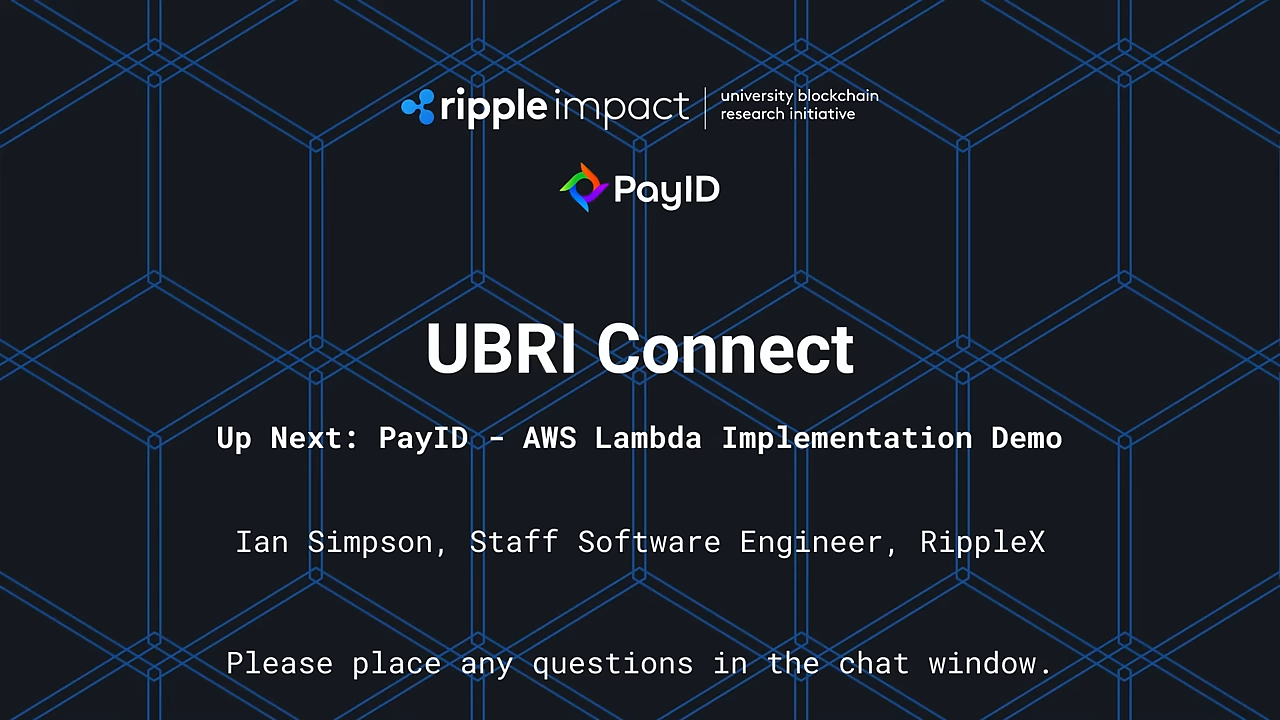 ripple impact
university blockchain
research initiative
PayID
UBRI Connect
Up Next: PayID - AWS Lambda Implementation Demo
Ian Simpson, Staff Software Engineer, RippleX
Please place any questions in the chat window.